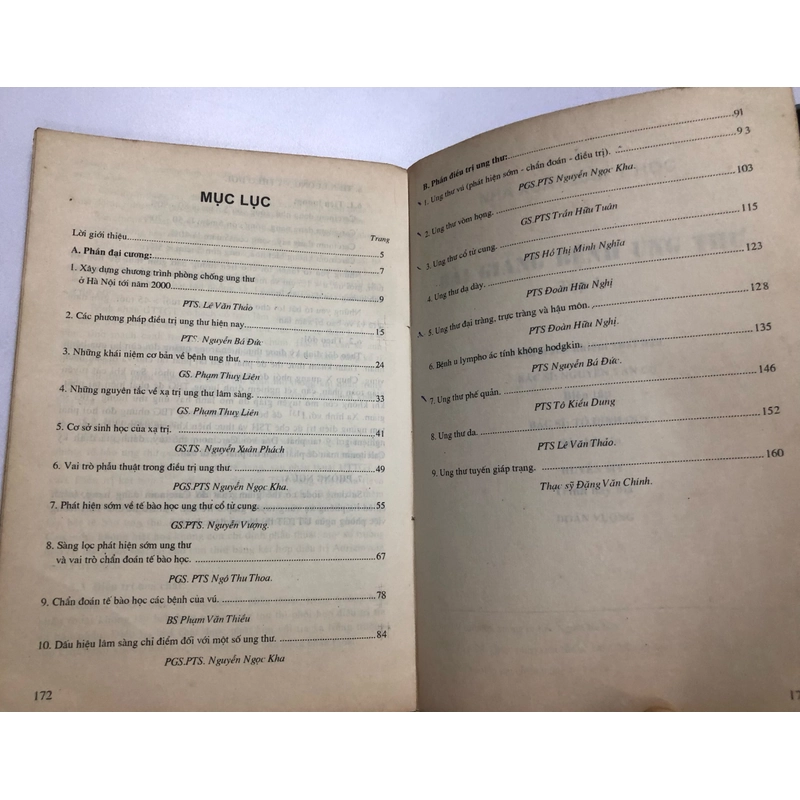 MỤC LỤC
Trang
Lời giới thiệu. 5
A. Phần đại cương: 7
1. Xây dựng chương trình phòng chống ung thư
ở Hà Nội tới năm 2000. 9
PTS. Lê Văn Thảo
2. Các phương pháp điều trị ung thư hiện nay 15
PTS. Nguyễn Bá Đức
3. Những khái niệm cơ bản về bệnh ung thư. 24
GS. Phạm Thuỵ Liên
4. Những nguyên tắc về xạ trị ung thư lâm sàng. 33
GS. Phạm Thuỵ Liên
5. Cơ sở sinh học của xạ trị. 41
GS.TS. Nguyễn Xuân Phách
6. Vai trò phẫu thuật trong điều trị ung thư. 49
PGS.PTS Nguyễn Ngọc Kha.
7. Phát hiện sớm về tế bào học ung thư cổ tử cung. 55
GS.PTS. Nguyễn Vượng.
8. Sàng lọc phát hiện sớm ung thư
và vai trò chẩn đoán tế bào học. 67
PGS. PTS Ngô Thu Thoa.
9. Chẩn đoán tế bào học các bệnh của vú. 78
BS Phạm Văn Thiều
10. Dấu hiệu lâm sàng chỉ điểm đối với một số ung thư. 84
PGS.PTS. Nguyễn Ngọc Kha
172
B. Phần điều trị ung thư: 91
1. Ung thư vú (phát hiện sớm - chẩn đoán - điều trị). 93
PGS.PTS Nguyễn Ngọc Kha.
2. Ung thư vòm họng. 103
GS.PTS Trần Hữu Tuân
3. Ung thư cổ tử cung. 115
PTS Hồ Thị Minh Nghĩa
4. Ung thư dạ dày. 123
PTS Đoàn Hữu Nghị
5. Ung thư đại tràng, trực tràng và hậu môn. 128
PTS Đoàn Hữu Nghị.
6. Bệnh u lympho ác tính không hodgkin. 135
PTS Nguyễn Bá Đức.
7. Ung thư phế quản. 146
PTS Tô Kiều Dung
8. Ung thư da. 152
PTS Lê Văn Thảo.
9. Ung thư tuyến giáp trạng. 160
Thạc sỹ Đặng Văn Chính.